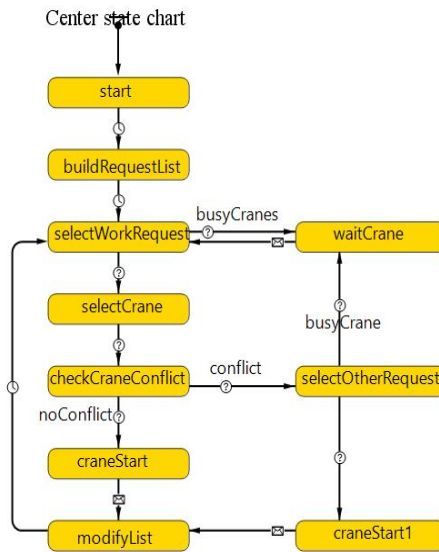 Center state chart
start
buildRequestList
busyCranes
selectWorkRequest
waitCrane
selectCrane
busyCrane
checkCraneConflict
conflict
selectOtherRequest
noConflict
craneStart
modifyList
craneStart1